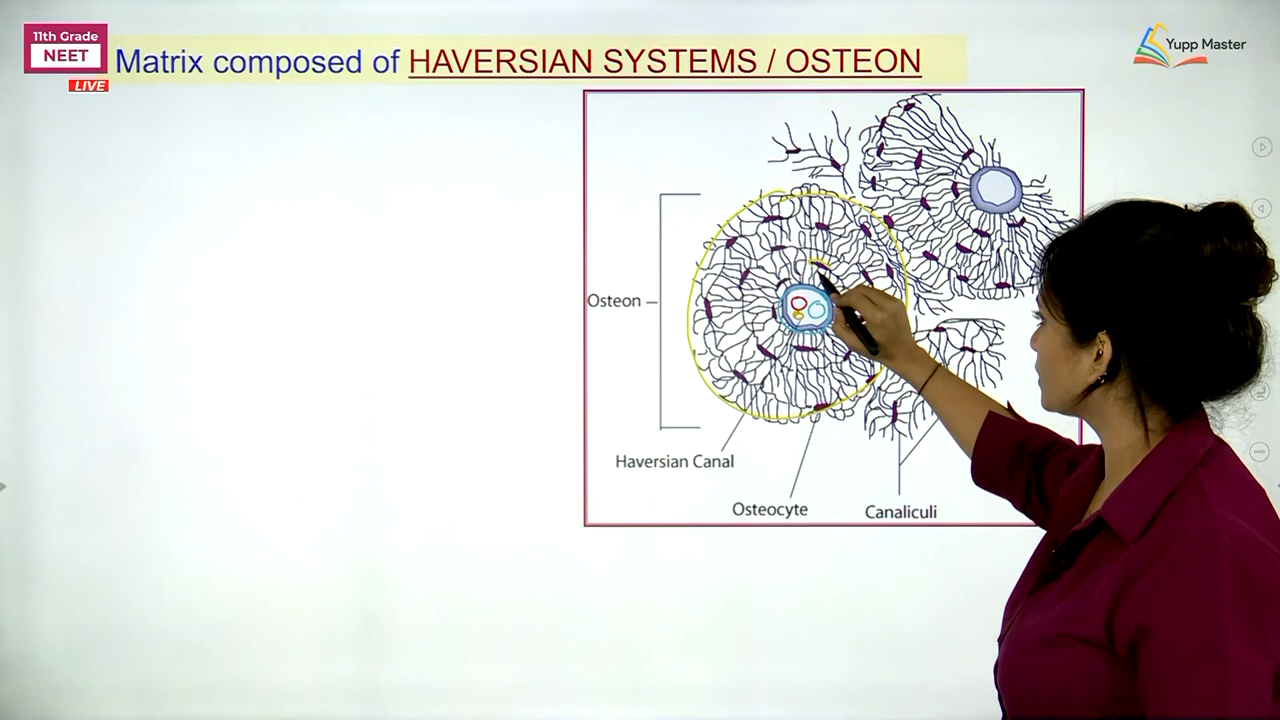 11th Grade
NEET
LIVE
Matrix composed of HAVERSIAN SYSTEMS / OSTEON
Yupp Master
Osteon
Haversian Canal
Osteocyte
Canaliculi